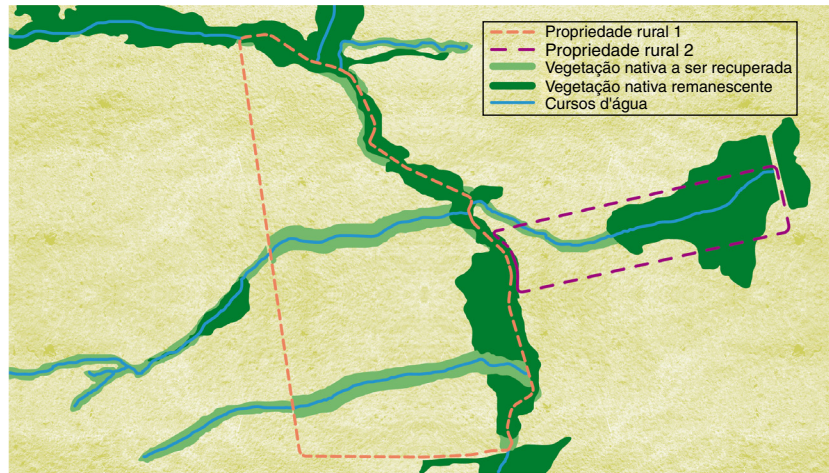 Propriedade rural 1
Propriedade rural 2
Vegetação nativa a ser recuperada
Vegetação nativa remanescente
Cursos d'água